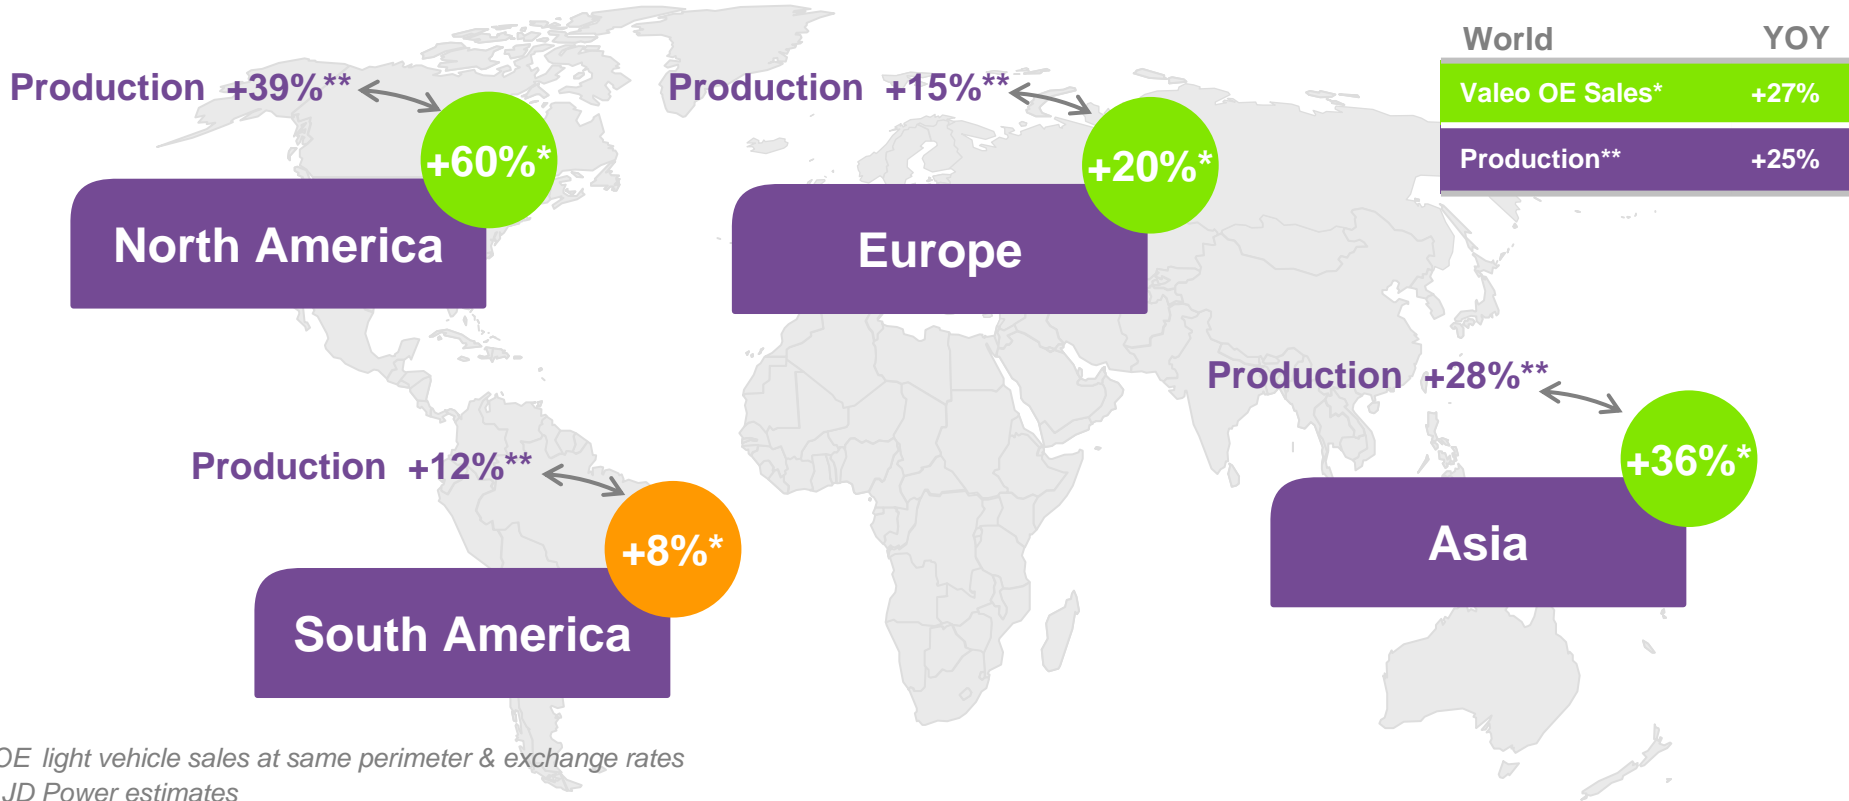 World YOY
Valeo OE Sales* +27%
Production** +25%
Production +39%**
+60%*
North America
Production +15%**
+20%*
Europe
Production +28%**
+36%*
Asia
Production +12%**
+8%*
South America
OE light vehicle sales at same perimeter & exchange rates
JD Power estimates